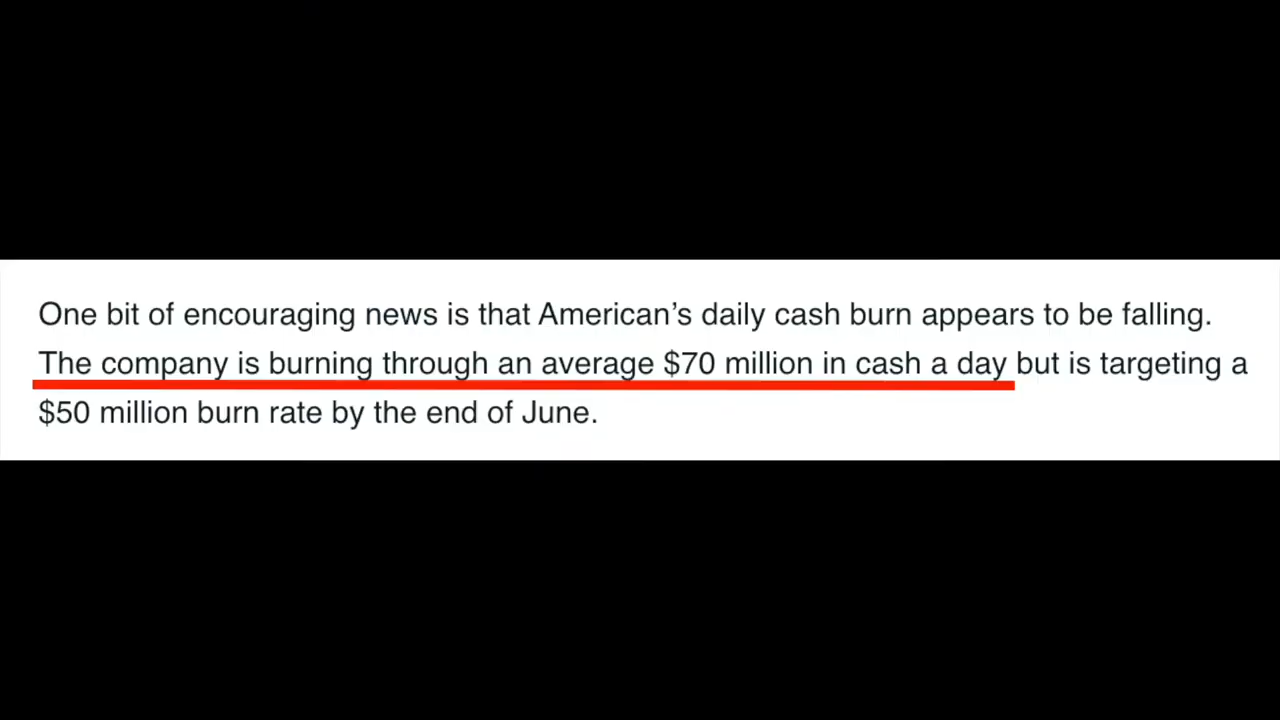 One bit of encouraging news is that American’s daily cash burn appears to be falling.
The company is burning through an average $70 million in cash a day but is targeting a
$50 million burn rate by the end of June.